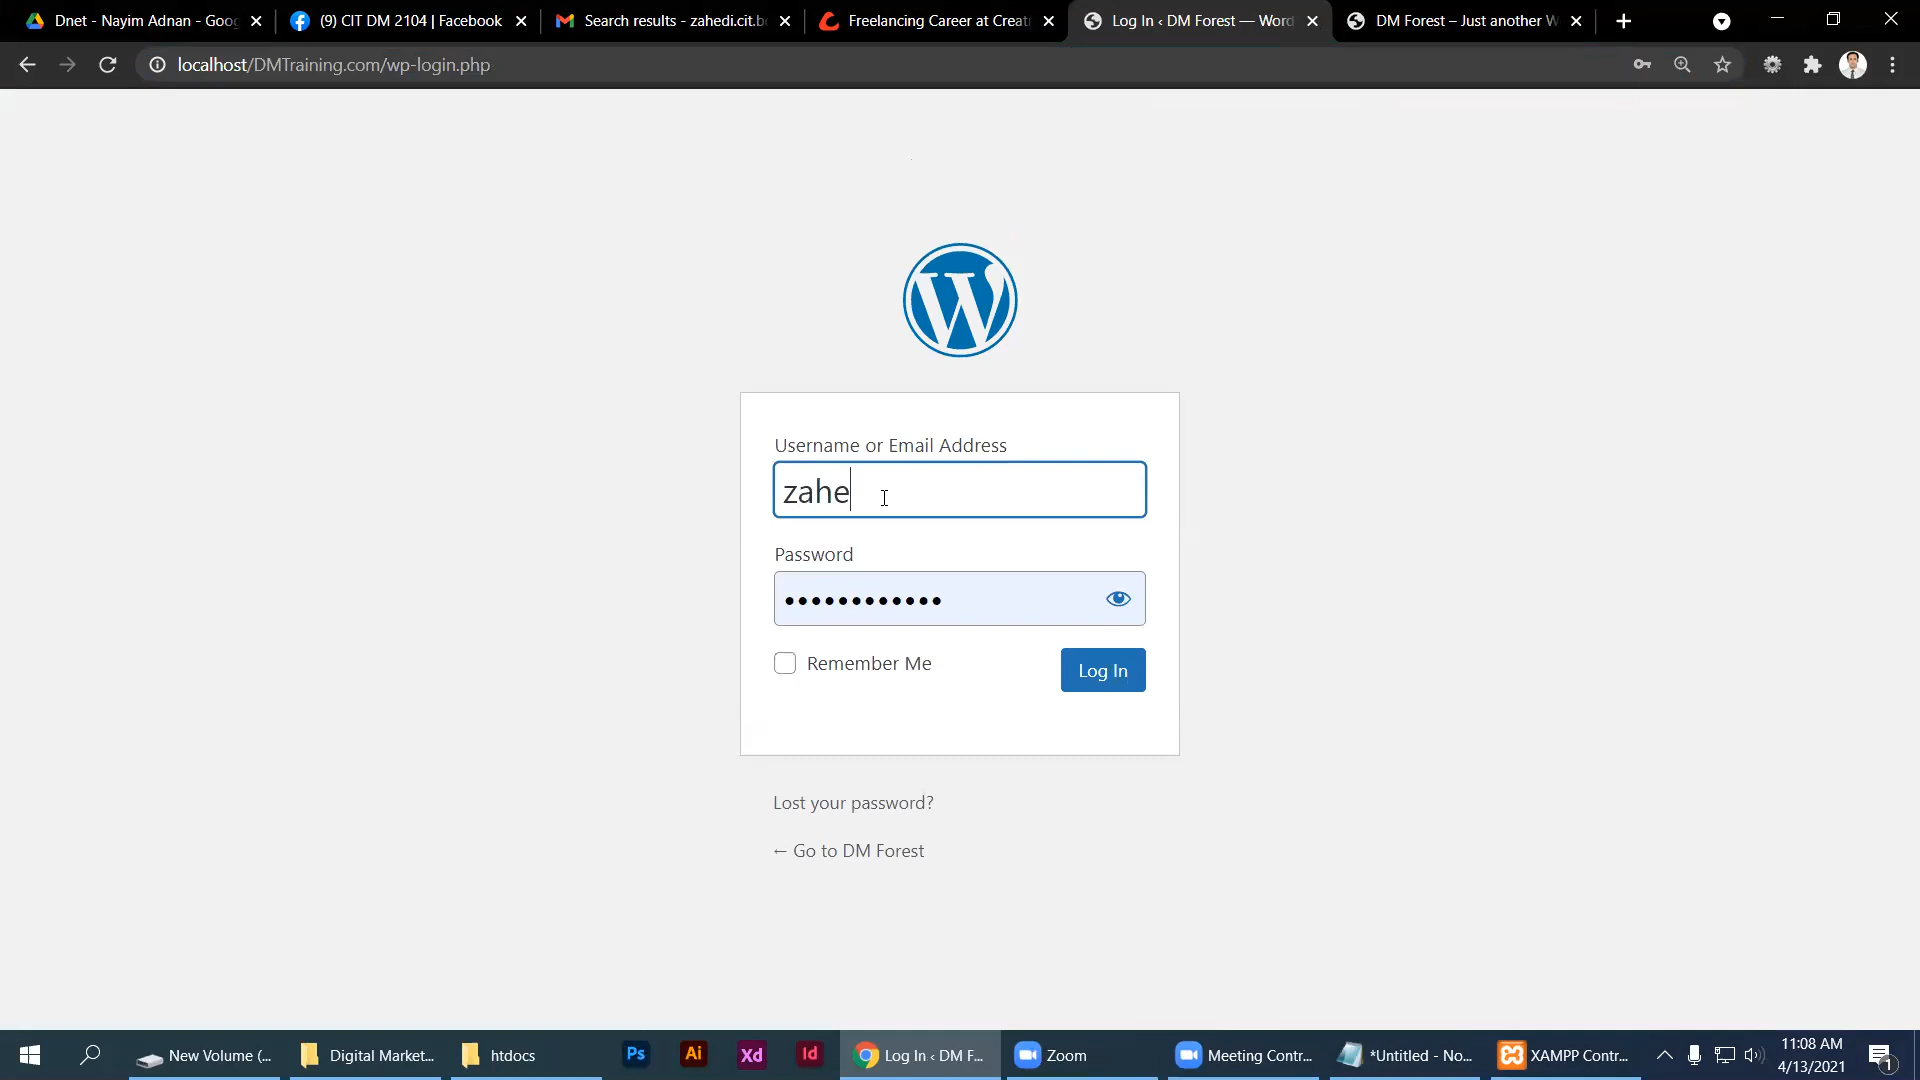 Dnet - Nayim Adnan - Goog
(9) CIT DM 2104 | Facebook
Search results - zahedi.cit.b
Freelancing Career at Creat
Log In ‹ DM Forest — Word
DM Forest – Just another W
localhost/DMTraining.com/wp-login.php
Username or Email Address
zahe
Password
Remember Me
Log In
Lost your password?
← Go to DM Forest
New Volume (...
Digital Market...
htdocs
Ps
Ai
Xd
Id
Log In ‹ DM F...
Zoom
Meeting Contr...
*Untitled - No...
XAMPP Contr...
11:08 AM
4/13/2021
1